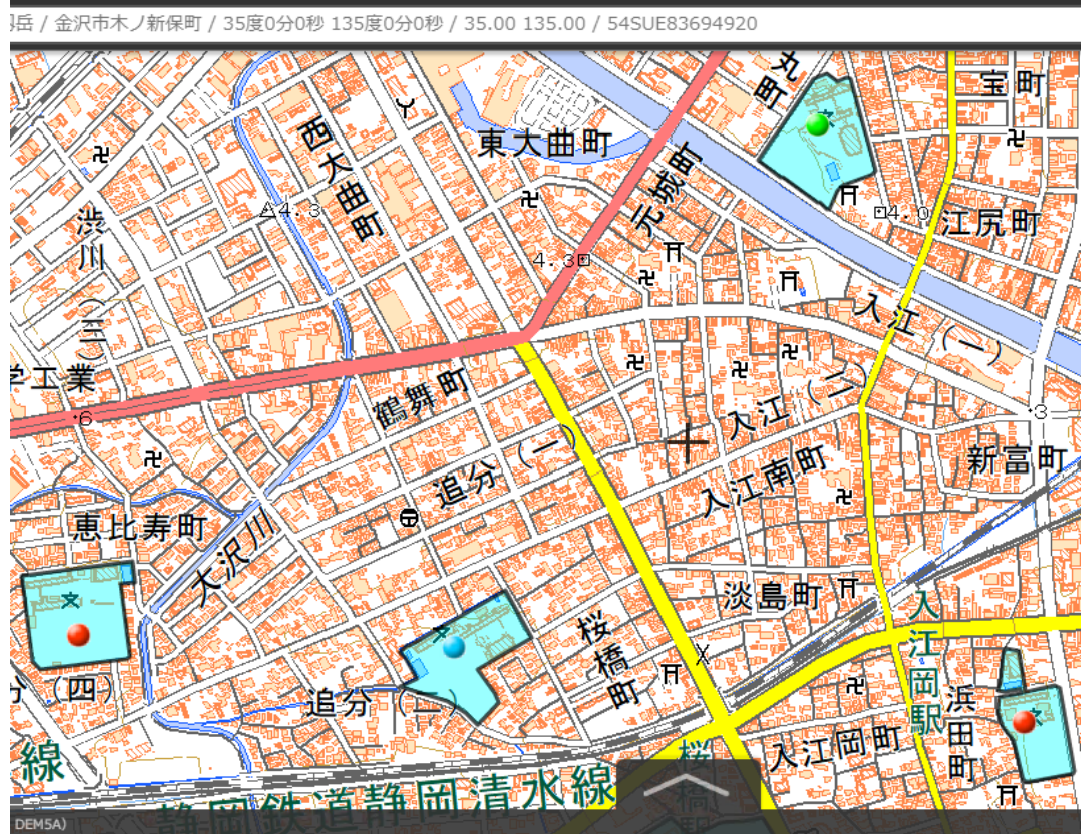 岳 / 金沢市木ノ新保町 / 35度0分0秒 135度0分0秒 / 35.00 135.00 / 54SUE83694920
丸町
宝町
西大曲町
東大曲町
元城町
4.3
渋川(三)
4.0
江尻町
4.3
入江(一)
学工業
6
鶴舞町
入江(二)
3
追分(一)
入江南町
新富町
恵比寿町
大沢川
淡島町
桜橋町
入江岡駅
分(四)
追分(二)
浜田町
入江岡町
線
桜橋
静岡鉄道静岡清水線
DEM5A)